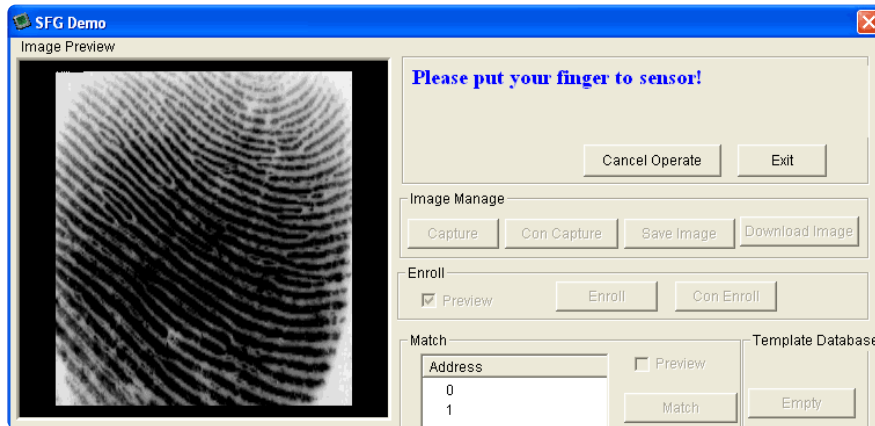 SFG Demo
Image Preview
Please put your finger to sensor!
Cancel Operate Exit
Image Manage
Capture Con Capture Save Image Download Image
Enroll
Preview Enroll Con Enroll
Match Template Database
Address Preview
0
1 Match Empty